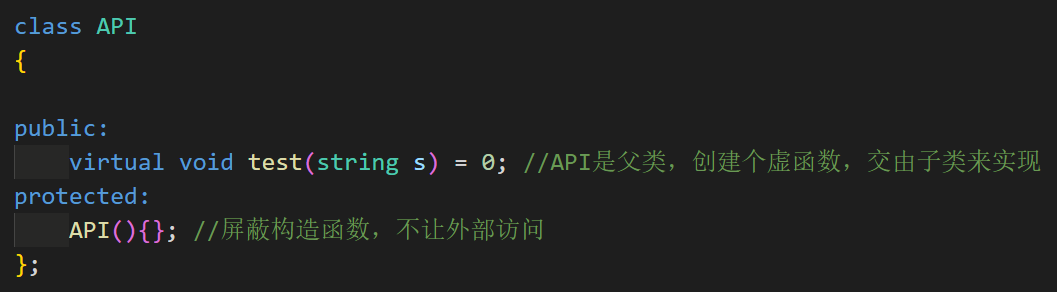 class API
{
public:
virtual void test(string s) = 0; //API是父类，创建个虚函数，交由子类来实现
protected:
API(){}; //屏蔽构造函数，不让外部访问
};